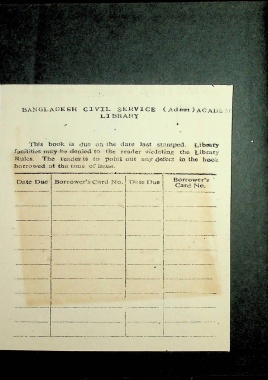 BANGLADESH CIVIL SERVICE (Admn) ACADE
LIBRARY
This book is due on the date last stamped. Library
facilities may be denied to the reader violating the Library
Rules. The reader is to point out any defect in the book
borrowed at the time of issue.
Date Due Borrower's Card No. Date Due Borrower's Card No.